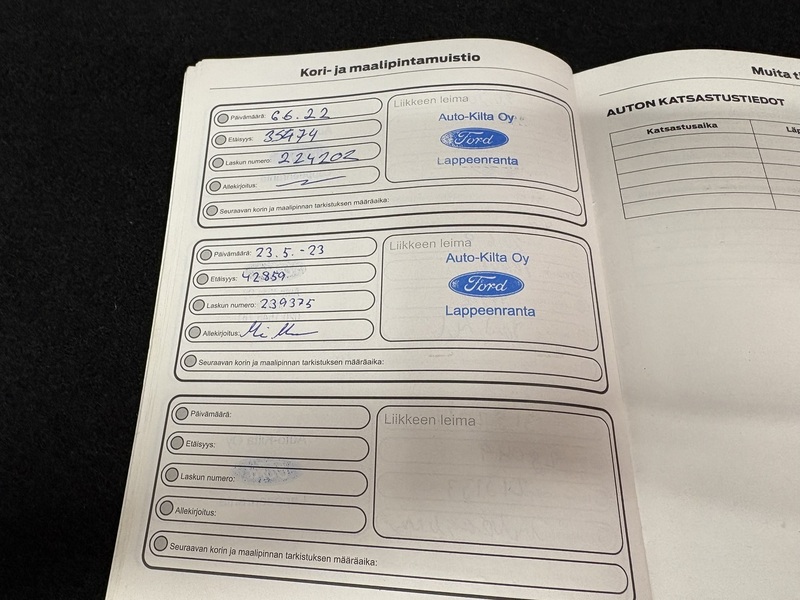 Kori- ja maalipintamuistio
Päivämäärä: 6 6. 22
Etäisyys: 35474
Laskun numero: 224202
Allekirjoitus:
Liikkeen leima
Auto-Kilta Oy
Ford
Lappeenranta
Seuraavan korin ja maalipinnan tarkistuksen määräaika:
Päivämäärä: 23.5.-23
Etäisyys: 42859
Laskun numero: 239375
Allekirjoitus:
Liikkeen leima
Auto-Kilta Oy
Ford
Lappeenranta
Seuraavan korin ja maalipinnan tarkistuksen määräaika:
Päivämäärä:
Etäisyys:
Laskun numero:
Allekirjoitus:
Liikkeen leima
Seuraavan korin ja maalipinnan tarkistuksen määräaika:
Muita
AUTON KATSASTUSTIEDOT
Katsastusaika